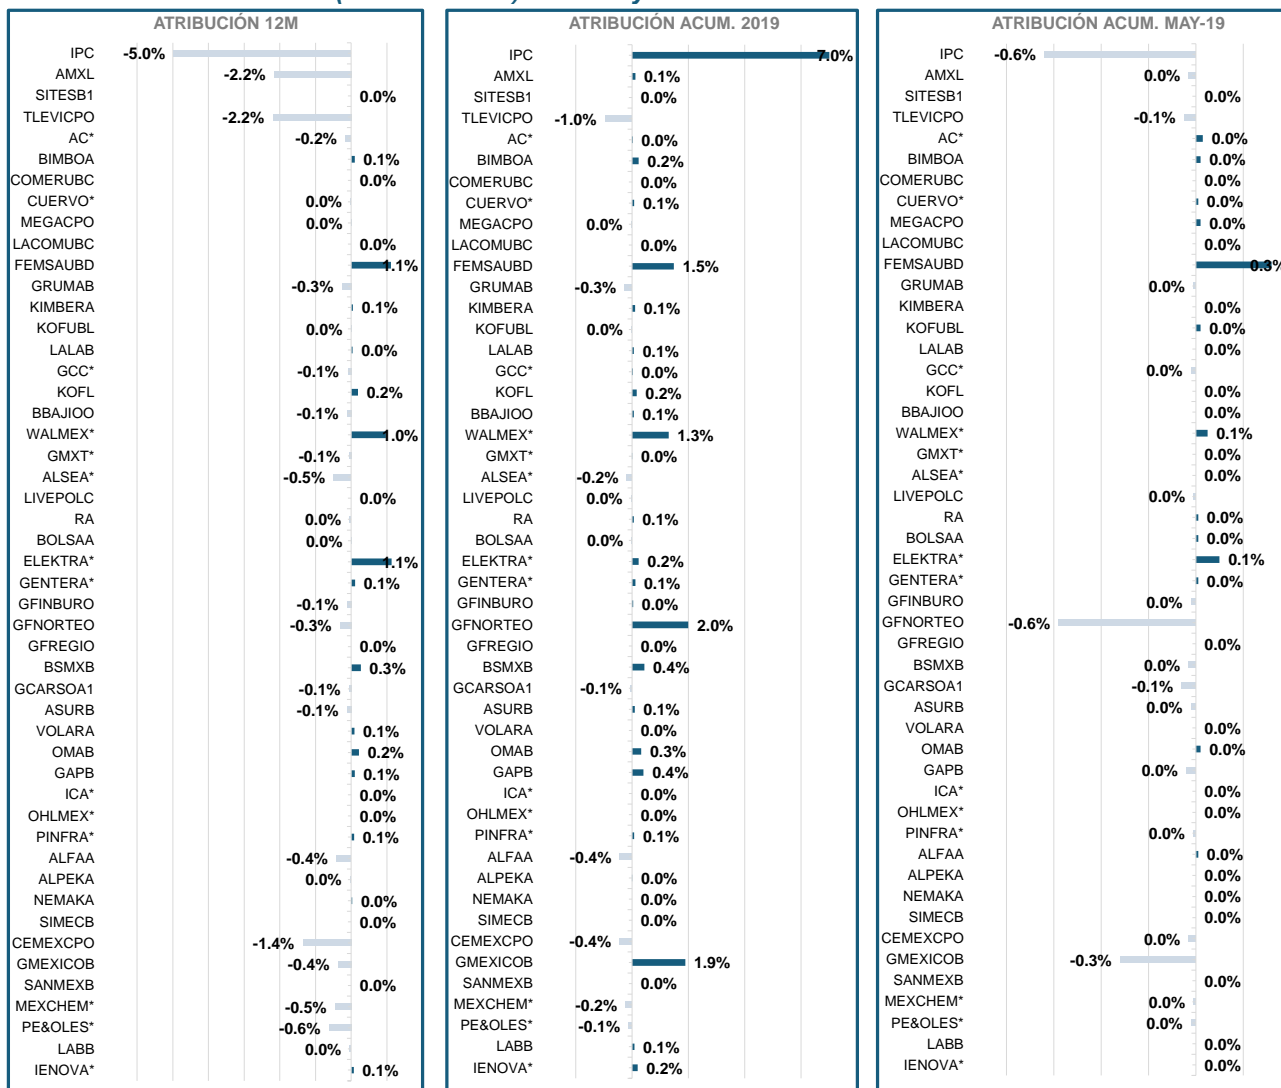 ATRIBUCIÓN 12M
IPC -5.0%
AMXL -2.2%
SITESB1 0.0%
TLEVICPO -2.2%
AC* -0.2%
BIMBOA 0.1%
COMERUBC 0.0%
CUERVO* 0.0%
MEGACPO 0.0%
LACOMUBC 0.0%
FEMSAUBD 1.1%
GRUMAB -0.3%
KIMBERA 0.1%
KOFUBL 0.0%
LALAB 0.0%
GCC* -0.1%
KOFL 0.2%
BBAJIOO -0.1%
WALMEX* 1.0%
GMXT* -0.1%
ALSEA* -0.5%
LIVEPOLC 0.0%
RA 0.0%
BOLSAA 0.0%
ELEKTRA* 1.1%
GENTERA* 0.1%
GFINBURO -0.1%
GFNORTEO -0.3%
GFREGIO 0.0%
BSMXB 0.3%
GCARSOA1 -0.1%
ASURB -0.1%
VOLARA 0.1%
OMAB 0.2%
GAPB 0.1%
ICA* 0.0%
OHLMEX* 0.0%
PINFRA* 0.1%
ALFAA -0.4%
ALPEKA 0.0%
NEMAKA 0.0%
SIMECB 0.0%
CEMEXCPO -1.4%
GMEXICOB -0.4%
SANMEXB 0.0%
MEXCHEM* -0.5%
PE&OLES* -0.6%
LABB 0.0%
IENOVA* 0.1%
ATRIBUCIÓN ACUM. 2019
IPC 7.0%
AMXL 0.1%
SITESB1 0.0%
TLEVICPO -1.0%
AC* 0.0%
BIMBOA 0.2%
COMERUBC 0.0%
CUERVO* 0.1%
MEGACPO 0.0%
LACOMUBC 0.0%
FEMSAUBD 1.5%
GRUMAB -0.3%
KIMBERA 0.1%
KOFUBL 0.0%
LALAB 0.1%
GCC* 0.0%
KOFL 0.2%
BBAJIOO 0.1%
WALMEX* 1.3%
GMXT* 0.0%
ALSEA* -0.2%
LIVEPOLC 0.0%
RA 0.1%
BOLSAA 0.0%
ELEKTRA* 0.2%
GENTERA* 0.1%
GFINBURO 0.0%
GFNORTEO 2.0%
GFREGIO 0.0%
BSMXB 0.4%
GCARSOA1 -0.1%
ASURB 0.1%
VOLARA 0.0%
OMAB 0.3%
GAPB 0.4%
ICA* 0.0%
OHLMEX* 0.0%
PINFRA* 0.1%
ALFAA -0.4%
ALPEKA 0.0%
NEMAKA 0.0%
SIMECB 0.0%
CEMEXCPO -0.4%
GMEXICOB 1.9%
SANMEXB 0.0%
MEXCHEM* -0.2%
PE&OLES* -0.1%
LABB 0.1%
IENOVA* 0.2%
ATRIBUCIÓN ACUM. MAY-19
IPC -0.6%
AMXL 0.0%
SITESB1 0.0%
TLEVICPO -0.1%
AC* 0.0%
BIMBOA 0.0%
COMERUBC 0.0%
CUERVO* 0.0%
MEGACPO 0.0%
LACOMUBC 0.0%
FEMSAUBD 0.3%
GRUMAB 0.0%
KIMBERA 0.0%
KOFUBL 0.0%
LALAB 0.0%
GCC* 0.0%
KOFL 0.0%
BBAJIOO 0.0%
WALMEX* 0.1%
GMXT* 0.0%
ALSEA* 0.0%
LIVEPOLC 0.0%
RA 0.0%
BOLSAA 0.0%
ELEKTRA* 0.1%
GENTERA* 0.0%
GFINBURO 0.0%
GFNORTEO -0.6%
GFREGIO 0.0%
BSMXB 0.0%
GCARSOA1 -0.1%
ASURB 0.0%
VOLARA 0.0%
OMAB 0.0%
GAPB 0.0%
ICA* 0.0%
OHLMEX* 0.0%
PINFRA* 0.0%
ALFAA 0.0%
ALPEKA 0.0%
NEMAKA 0.0%
SIMECB 0.0%
CEMEXCPO 0.0%
GMEXICOB -0.3%
SANMEXB 0.0%
MEXCHEM* 0.0%
PE&OLES* 0.0%
LABB 0.0%
IENOVA* 0.0%